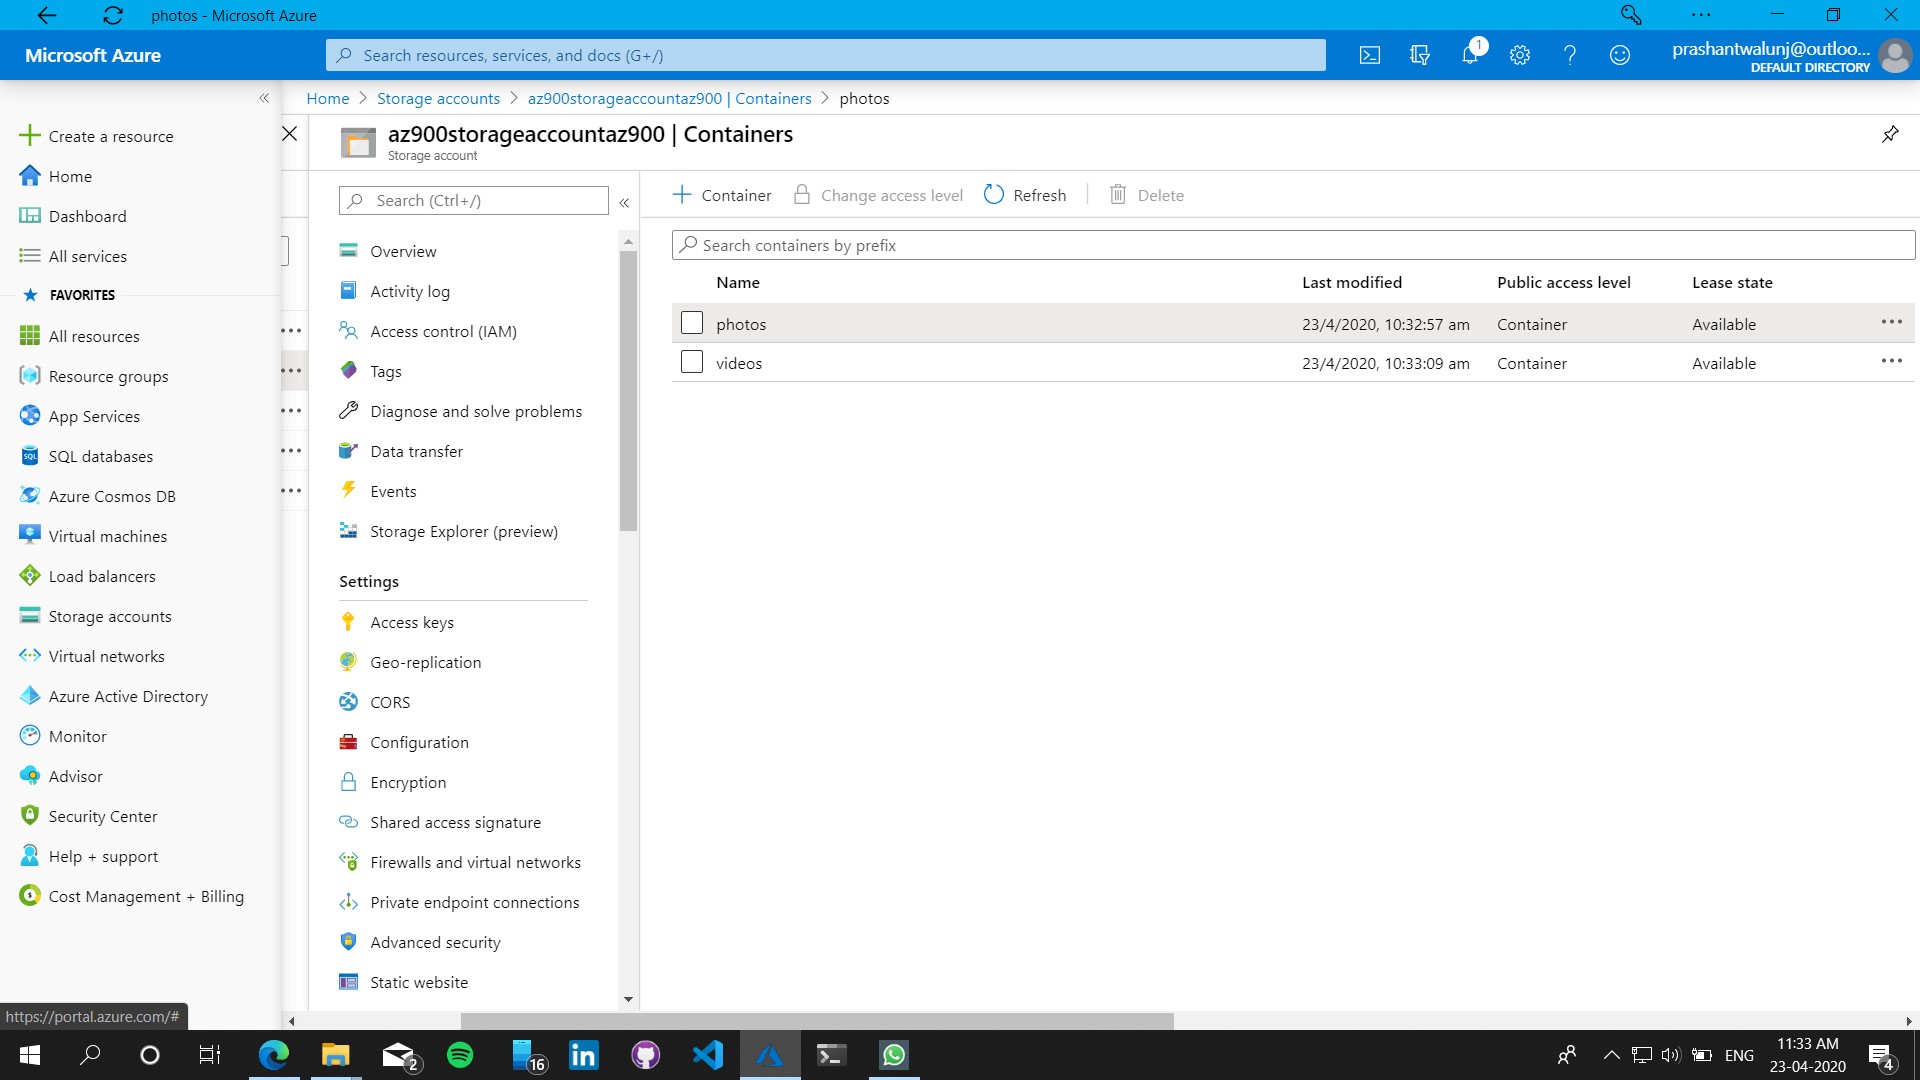 photos - Microsoft Azure
Microsoft Azure
Search resources, services, and docs (G+/)
1
prashantwalunj@outloo...
DEFAULT DIRECTORY
Home > Storage accounts > az900storageaccountaz900 | Containers > photos
Create a resource
Home
Dashboard
All services
FAVORITES
All resources
Resource groups
App Services
SQL databases
Azure Cosmos DB
Virtual machines
Load balancers
Storage accounts
Virtual networks
Azure Active Directory
Monitor
Advisor
Security Center
Help + support
Cost Management + Billing
https://portal.azure.com/#
az900storageaccountaz900 | Containers
Storage account
Search (Ctrl+/)
Overview
Activity log
Access control (IAM)
Tags
Diagnose and solve problems
Data transfer
Events
Storage Explorer (preview)
Settings
Access keys
Geo-replication
CORS
Configuration
Encryption
Shared access signature
Firewalls and virtual networks
Private endpoint connections
Advanced security
Static website
Container Change access level Refresh Delete
Search containers by prefix
Name Last modified Public access level Lease state
photos 23/4/2020, 10:32:57 am Container Available
videos 23/4/2020, 10:33:09 am Container Available
2
16
ENG
11:33 AM
23-04-2020
4